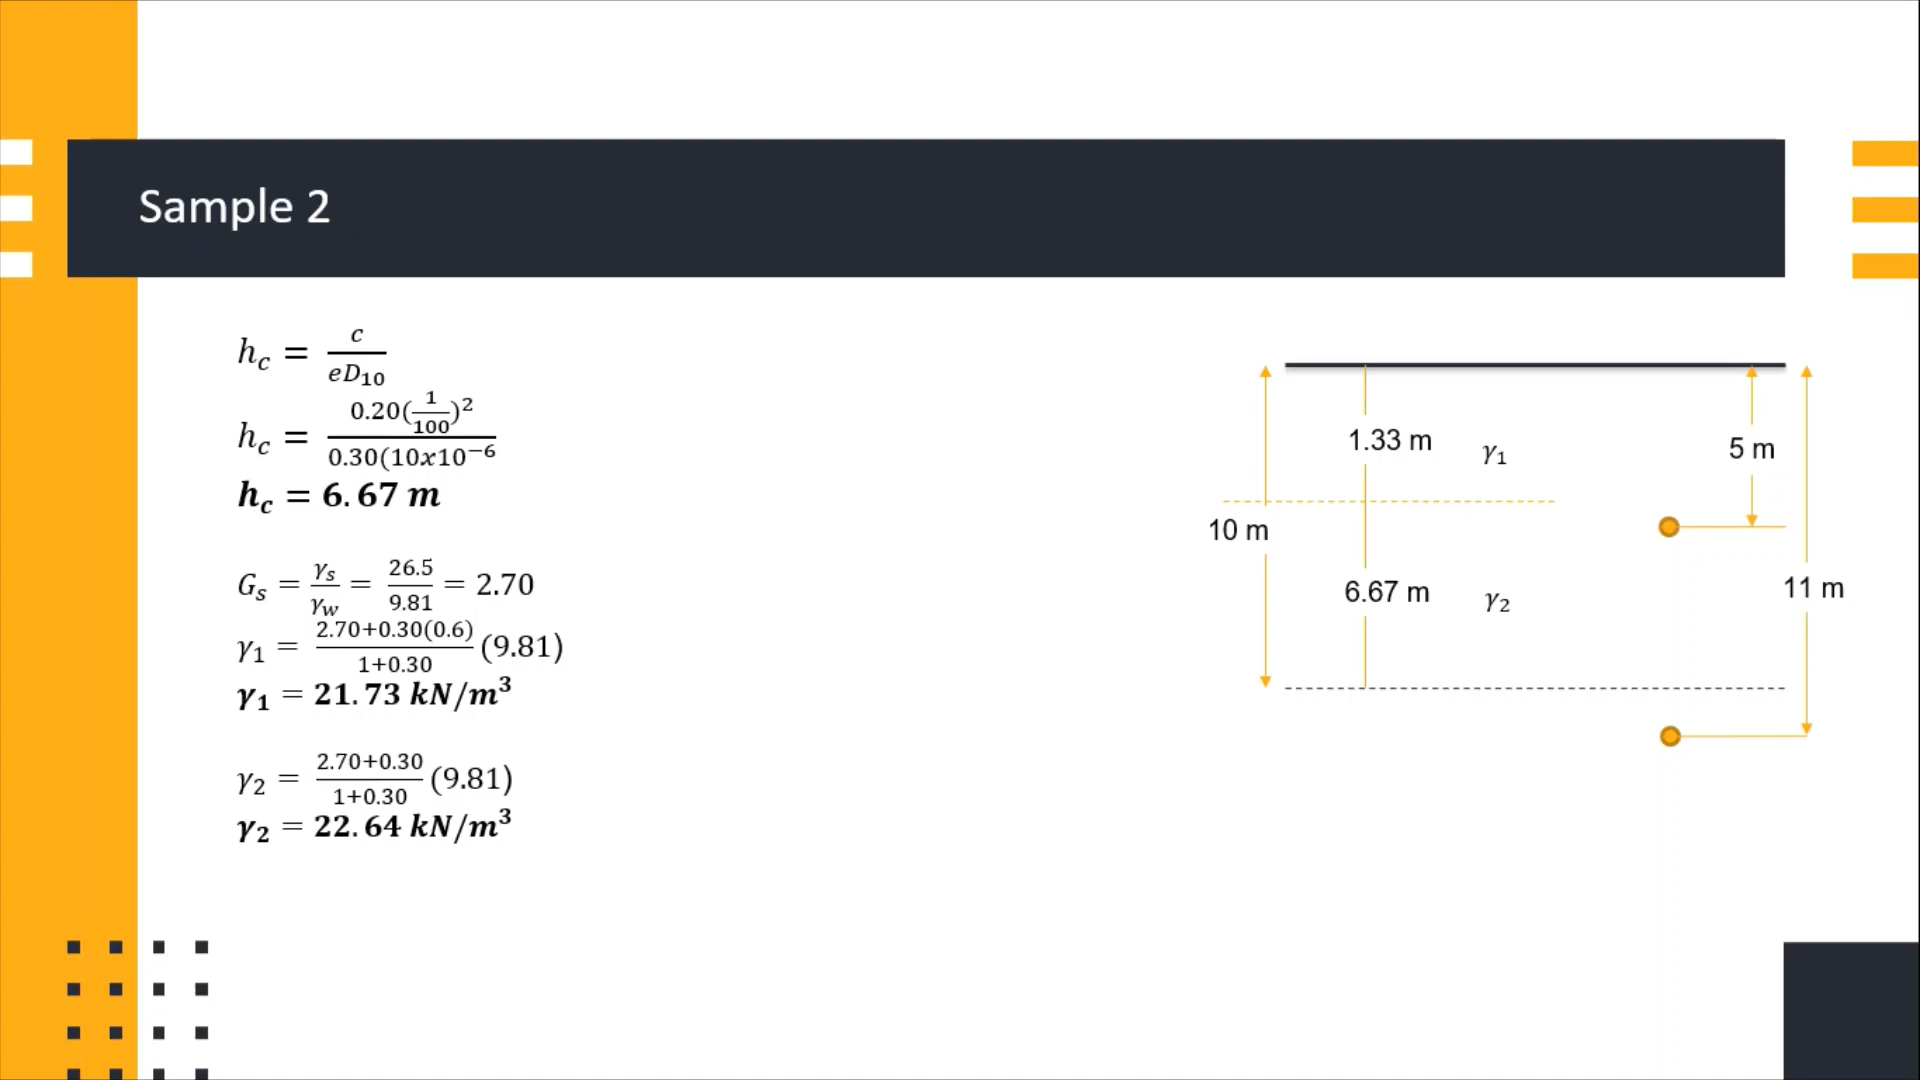 Sample 2
h_c = c / eD_10
h_c = 0.20(1/100)^2 / 0.30(10x10^−6
h_c = 6.67 m
G_s = γ_s / γ_w = 26.5 / 9.81 = 2.70
γ_1 = 2.70+0.30(0.6) / 1+0.30 (9.81)
γ_1 = 21.73 kN/m^3
γ_2 = 2.70+0.30 / 1+0.30 (9.81)
γ_2 = 22.64 kN/m^3
1.33 m
γ_1
5 m
10 m
6.67 m
γ_2
11 m